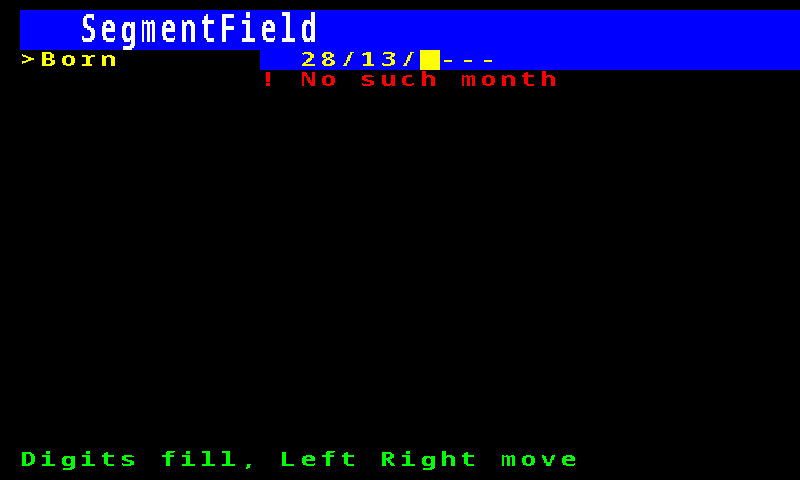 SegmentField
>Born 28/13/ ---
! No such month
Digits fill, Left Right move